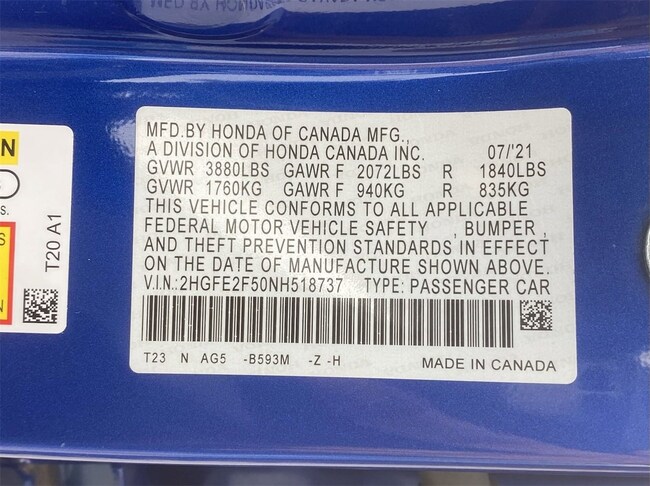 MFD.BY HONDA OF CANADA MFG.,
A DIVISION OF HONDA CANADA INC. 07/'21
GVWR 3880LBS GAWR F 2072LBS R 1840LBS
GVWR 1760KG GAWR F 940KG R 835KG
THIS VEHICLE CONFORMS TO ALL APPLICABLE
FEDERAL MOTOR VEHICLE SAFETY , BUMPER ,
AND THEFT PREVENTION STANDARDS IN EFFECT
ON THE DATE OF MANUFACTURE SHOWN ABOVE.
V.I.N.:2HGFE2F50NH518737 TYPE: PASSENGER CAR
T23 N AG5 -B593M -Z -H MADE IN CANADA
T20 A1